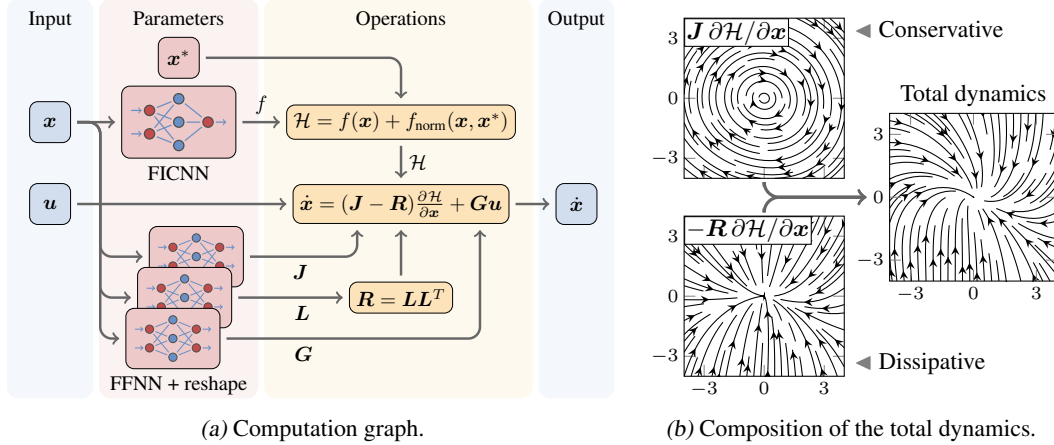 Input
Parameters
Operations
Output
x*
x
f
ℋ = f(x) + f_norm(x, x*)
FICNN
ℋ
u
ẋ = (J − R) ∂ℋ/∂x + Gu
ẋ
J
L
R = LL^T
G
FFNN + reshape
(a) Computation graph.
J ∂ℋ/∂x
3
0
−3
Conservative
Total dynamics
3
0
−3
−3 0 3
−R ∂ℋ/∂x
3
0
−3
−3 0 3
Dissipative
(b) Composition of the total dynamics.